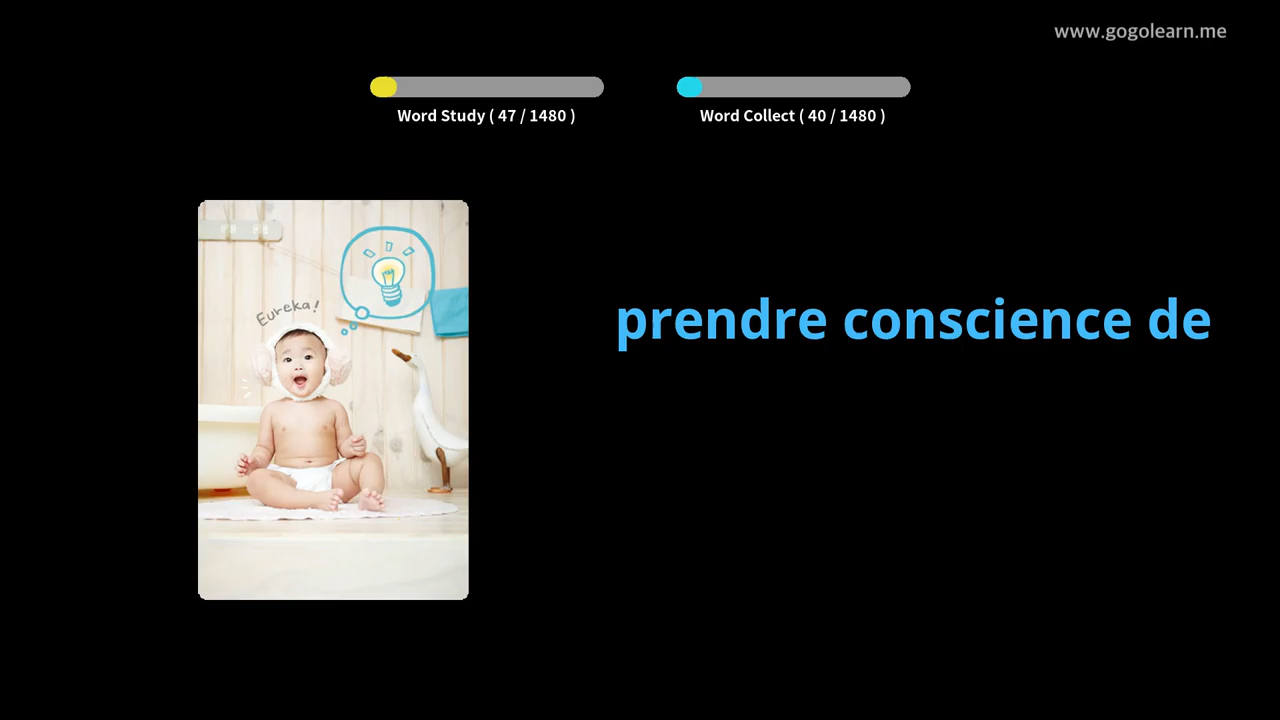 www.gogolearn.me
Word Study ( 47 / 1480 )
Word Collect ( 40 / 1480 )
Eureka!
prendre conscience de